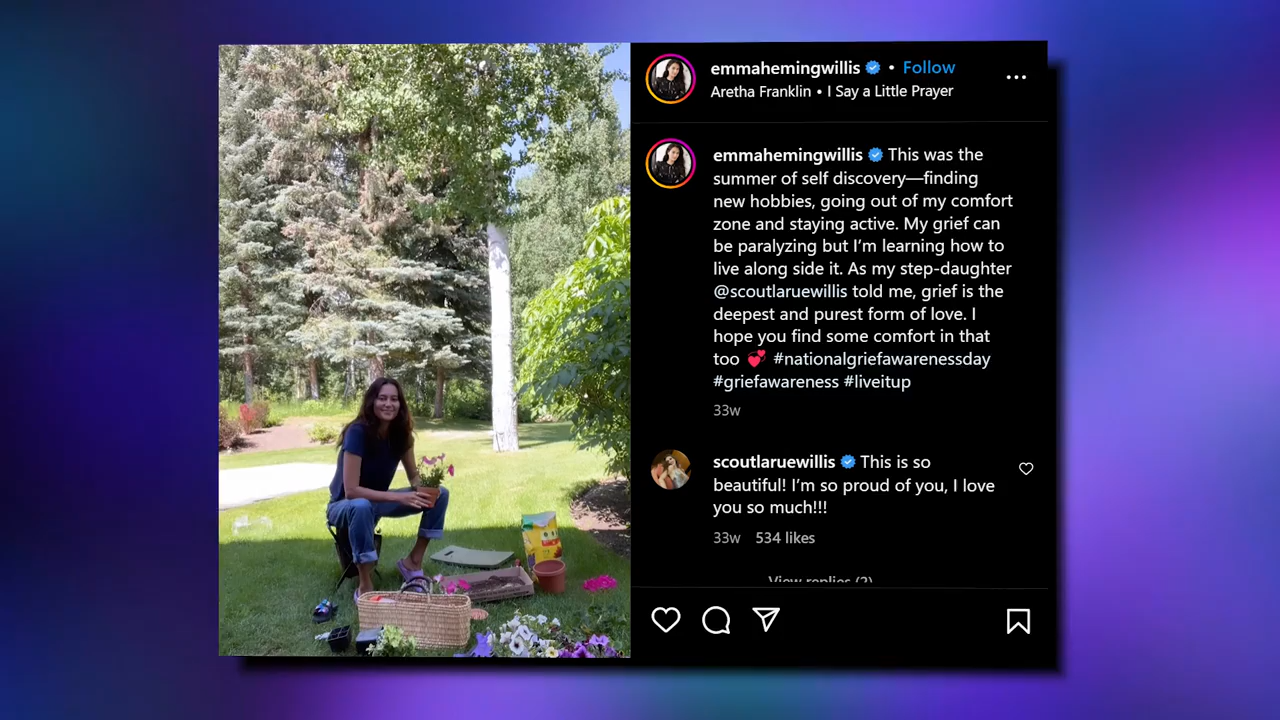 emmahemingwillis • Follow
Aretha Franklin • I Say a Little Prayer
emmahemingwillis This was the
summer of self discovery—finding
new hobbies, going out of my comfort
zone and staying active. My grief can
be paralyzing but I'm learning how to
live along side it. As my step-daughter
@scoutlaruewillis told me, grief is the
deepest and purest form of love. I
hope you find some comfort in that
too 💞 #nationalgriefawarenessday
#griefawareness #liveitup
33w
scoutlaruewillis This is so
beautiful! I'm so proud of you, I love
you so much!!!
33w 534 likes
View replies (2)